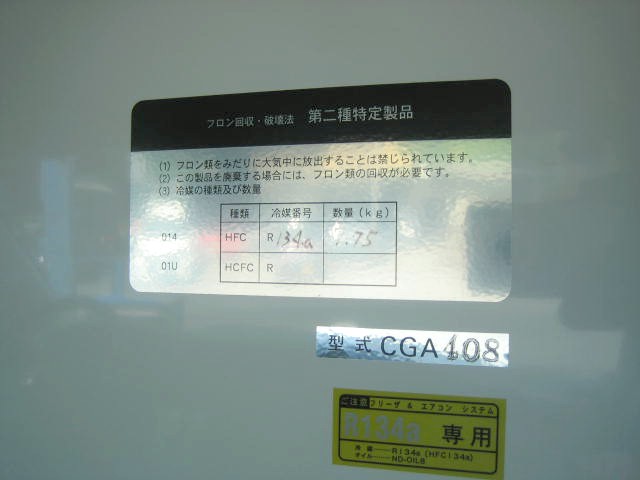 フロン回収・破壊法 第二種特定製品
(1) フロン類をみだりに大気中に放出することは禁じられています。
(2) この製品を廃棄する場合には、フロン類の回収が必要です。
(3) 冷媒の種類及び数量
種類 冷媒番号 数量(kg)
014 HFC R 134a .75
01U HCFC R
型式 CGA408
ご注意 フリーザ & エアコン システム
R134a 専用
冷媒 R134a (HFC134a)
オイル ND-OIL8